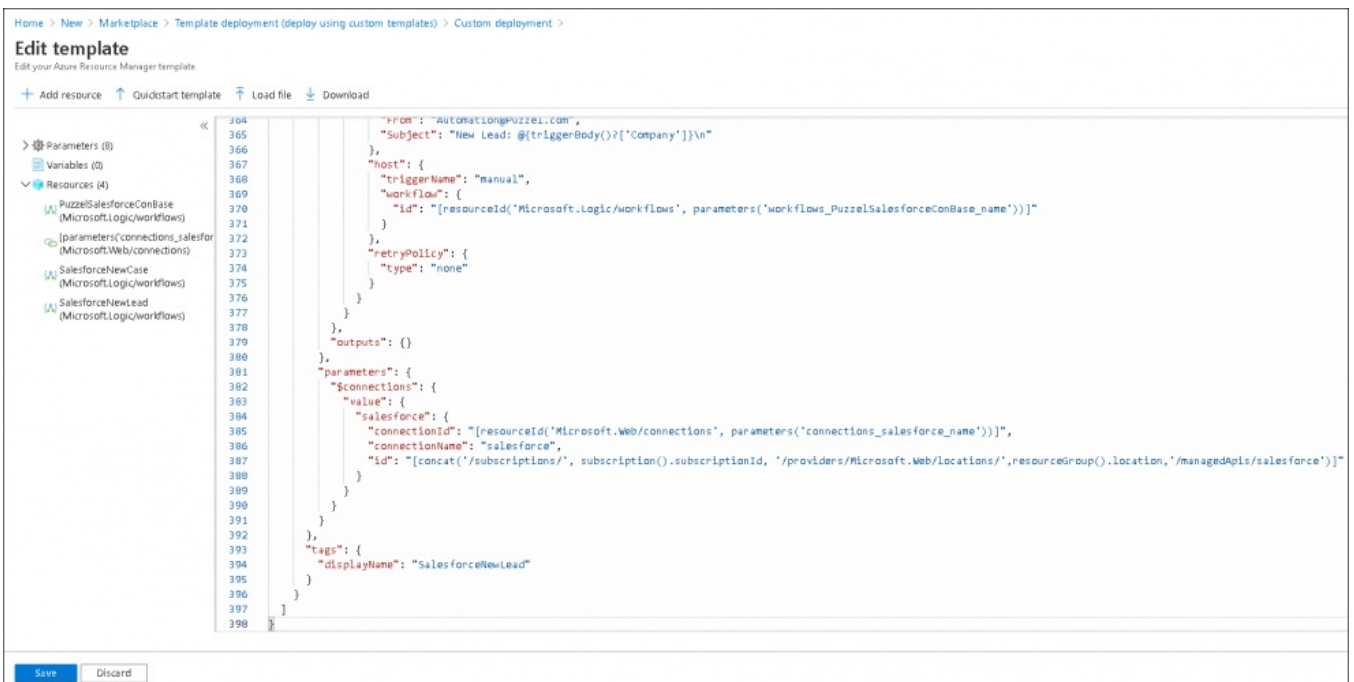 Home > New > Marketplace > Template deployment (deploy using custom templates) > Custom deployment >
Edit template
Edit your Azure Resource Manager template
Add resource Quickstart template Load file Download
«
Parameters (8)
Variables (0)
Resources (4)
PuzzelSalesforceConBase
(Microsoft.Logic/workflows)
[parameters('connections_salesfor
(Microsoft.Web/connections)
SalesforceNewCase
(Microsoft.Logic/workflows)
SalesforceNewLead
(Microsoft.Logic/workflows)
364 "From": "Automation@Puzzel.com",
365 "Subject": "New Lead: @{triggerBody()?['Company']}\n"
366 },
367 "host": {
368 "triggerName": "manual",
369 "workflow": {
370 "id": "[resourceId('Microsoft.Logic/workflows', parameters('workflows_PuzzelSalesforceConBase_name'))]"
371 }
372 },
373 "retryPolicy": {
374 "type": "none"
375 }
376 }
377 }
378 },
379 "outputs": {}
380 },
381 "parameters": {
382 "$connections": {
383 "value": {
384 "salesforce": {
385 "connectionId": "[resourceId('Microsoft.Web/connections', parameters('connections_salesforce_name'))]",
386 "connectionName": "salesforce",
387 "id": "[concat('/subscriptions/', subscription().subscriptionId, '/providers/Microsoft.Web/locations/',resourceGroup().location,'/managedApis/salesforce')]"
388 }
389 }
390 }
391 }
392 },
393 "tags": {
394 "displayName": "SalesforceNewLead"
395 }
396 }
397 ]
398 }
Save Discard